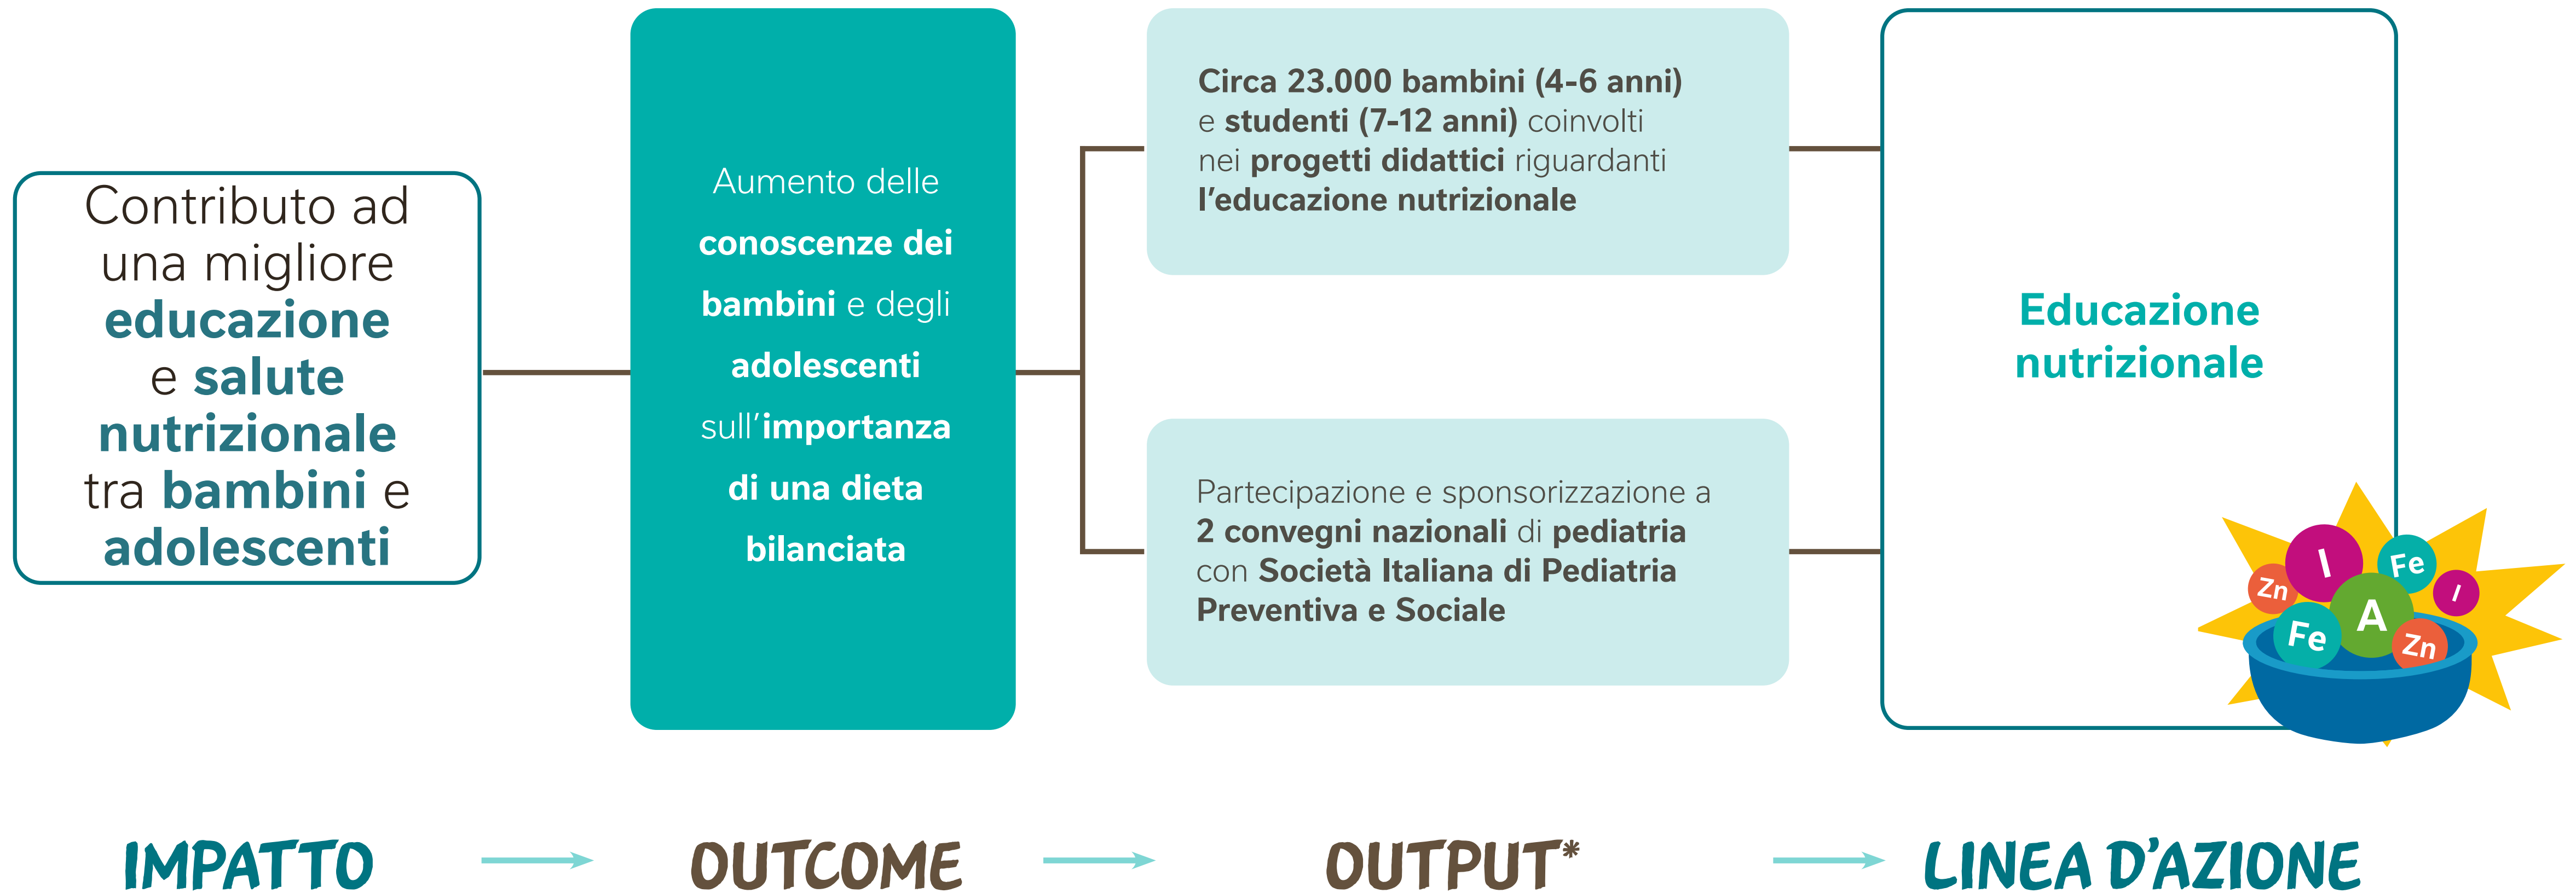 Contributo ad
una migliore
educazione
e salute
nutrizionale
tra bambini e
adolescenti
Aumento delle
conoscenze dei
bambini e degli
adolescenti
sull'importanza
di una dieta
bilanciata
Circa 23.000 bambini (4-6 anni)
e studenti (7-12 anni) coinvolti
nei progetti didattici riguardanti
l'educazione nutrizionale
Partecipazione e sponsorizzazione a
2 convegni nazionali di pediatria
con Società Italiana di Pediatria
Preventiva e Sociale
Educazione
nutrizionale
Zn
I
Fe
I
Fe
A
Zn
IMPATTO
OUTCOME
OUTPUT*
LINEA D'AZIONE